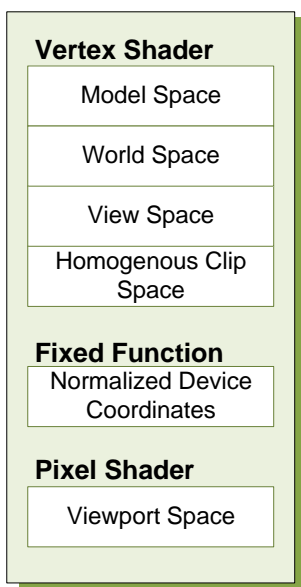 Vertex Shader
Model Space
World Space
View Space
Homogenous Clip
Space
Fixed Function
Normalized Device
Coordinates
Pixel Shader
Viewport Space